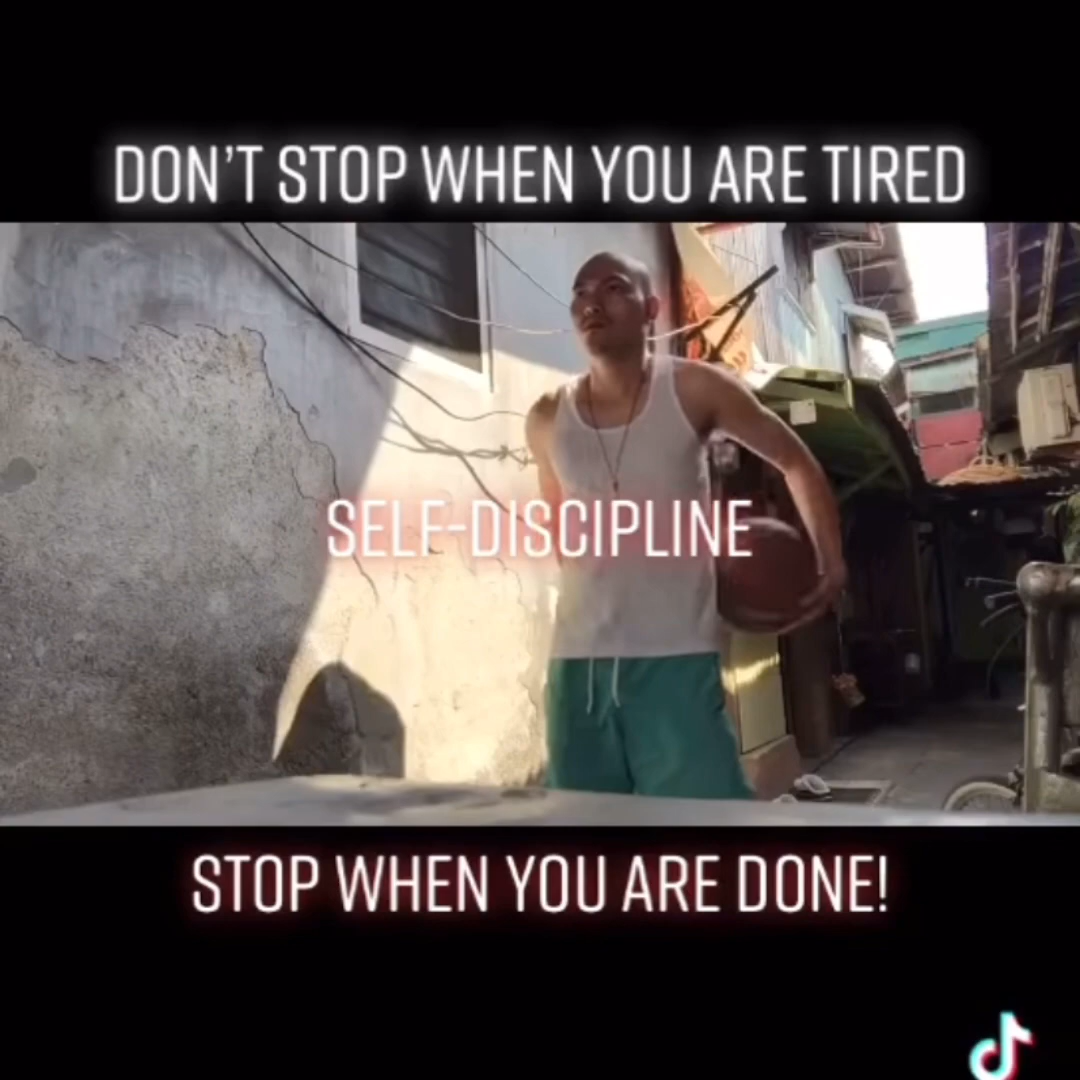 DON'T STOP WHEN YOU ARE TIRED
SELF-DISCIPLINE
STOP WHEN YOU ARE DONE!